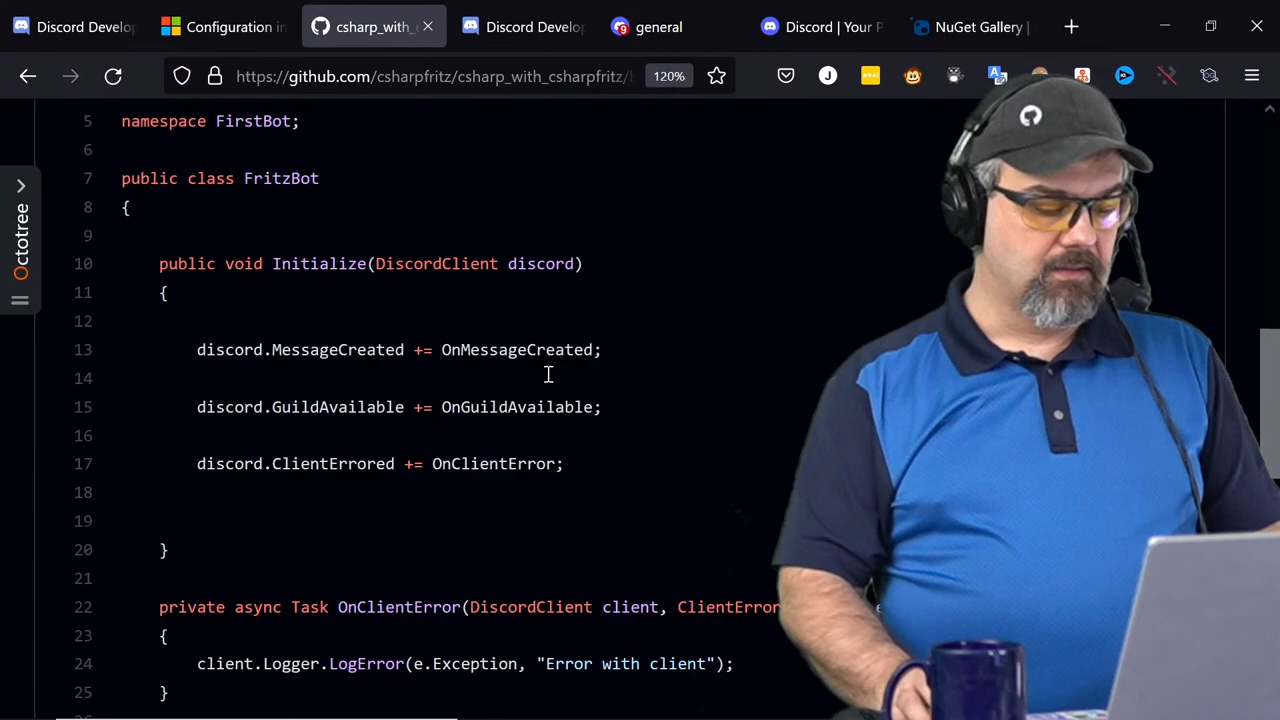 Discord Develo
Configuration in
csharp_with_
Discord Develo
general
Discord | Your P
NuGet Gallery |
https://github.com/csharpfritz/csharp_with_csharpfritz/b
120%
J
Octotree
5 namespace FirstBot;
6
7 public class FritzBot
8 {
9
10 public void Initialize(DiscordClient discord)
11 {
12
13 discord.MessageCreated += OnMessageCreated;
14
15 discord.GuildAvailable += OnGuildAvailable;
16
17 discord.ClientErrored += OnClientError;
18
19
20 }
21
22 private async Task OnClientError(DiscordClient client, ClientError
23 {
24 client.Logger.LogError(e.Exception, "Error with client");
25 }